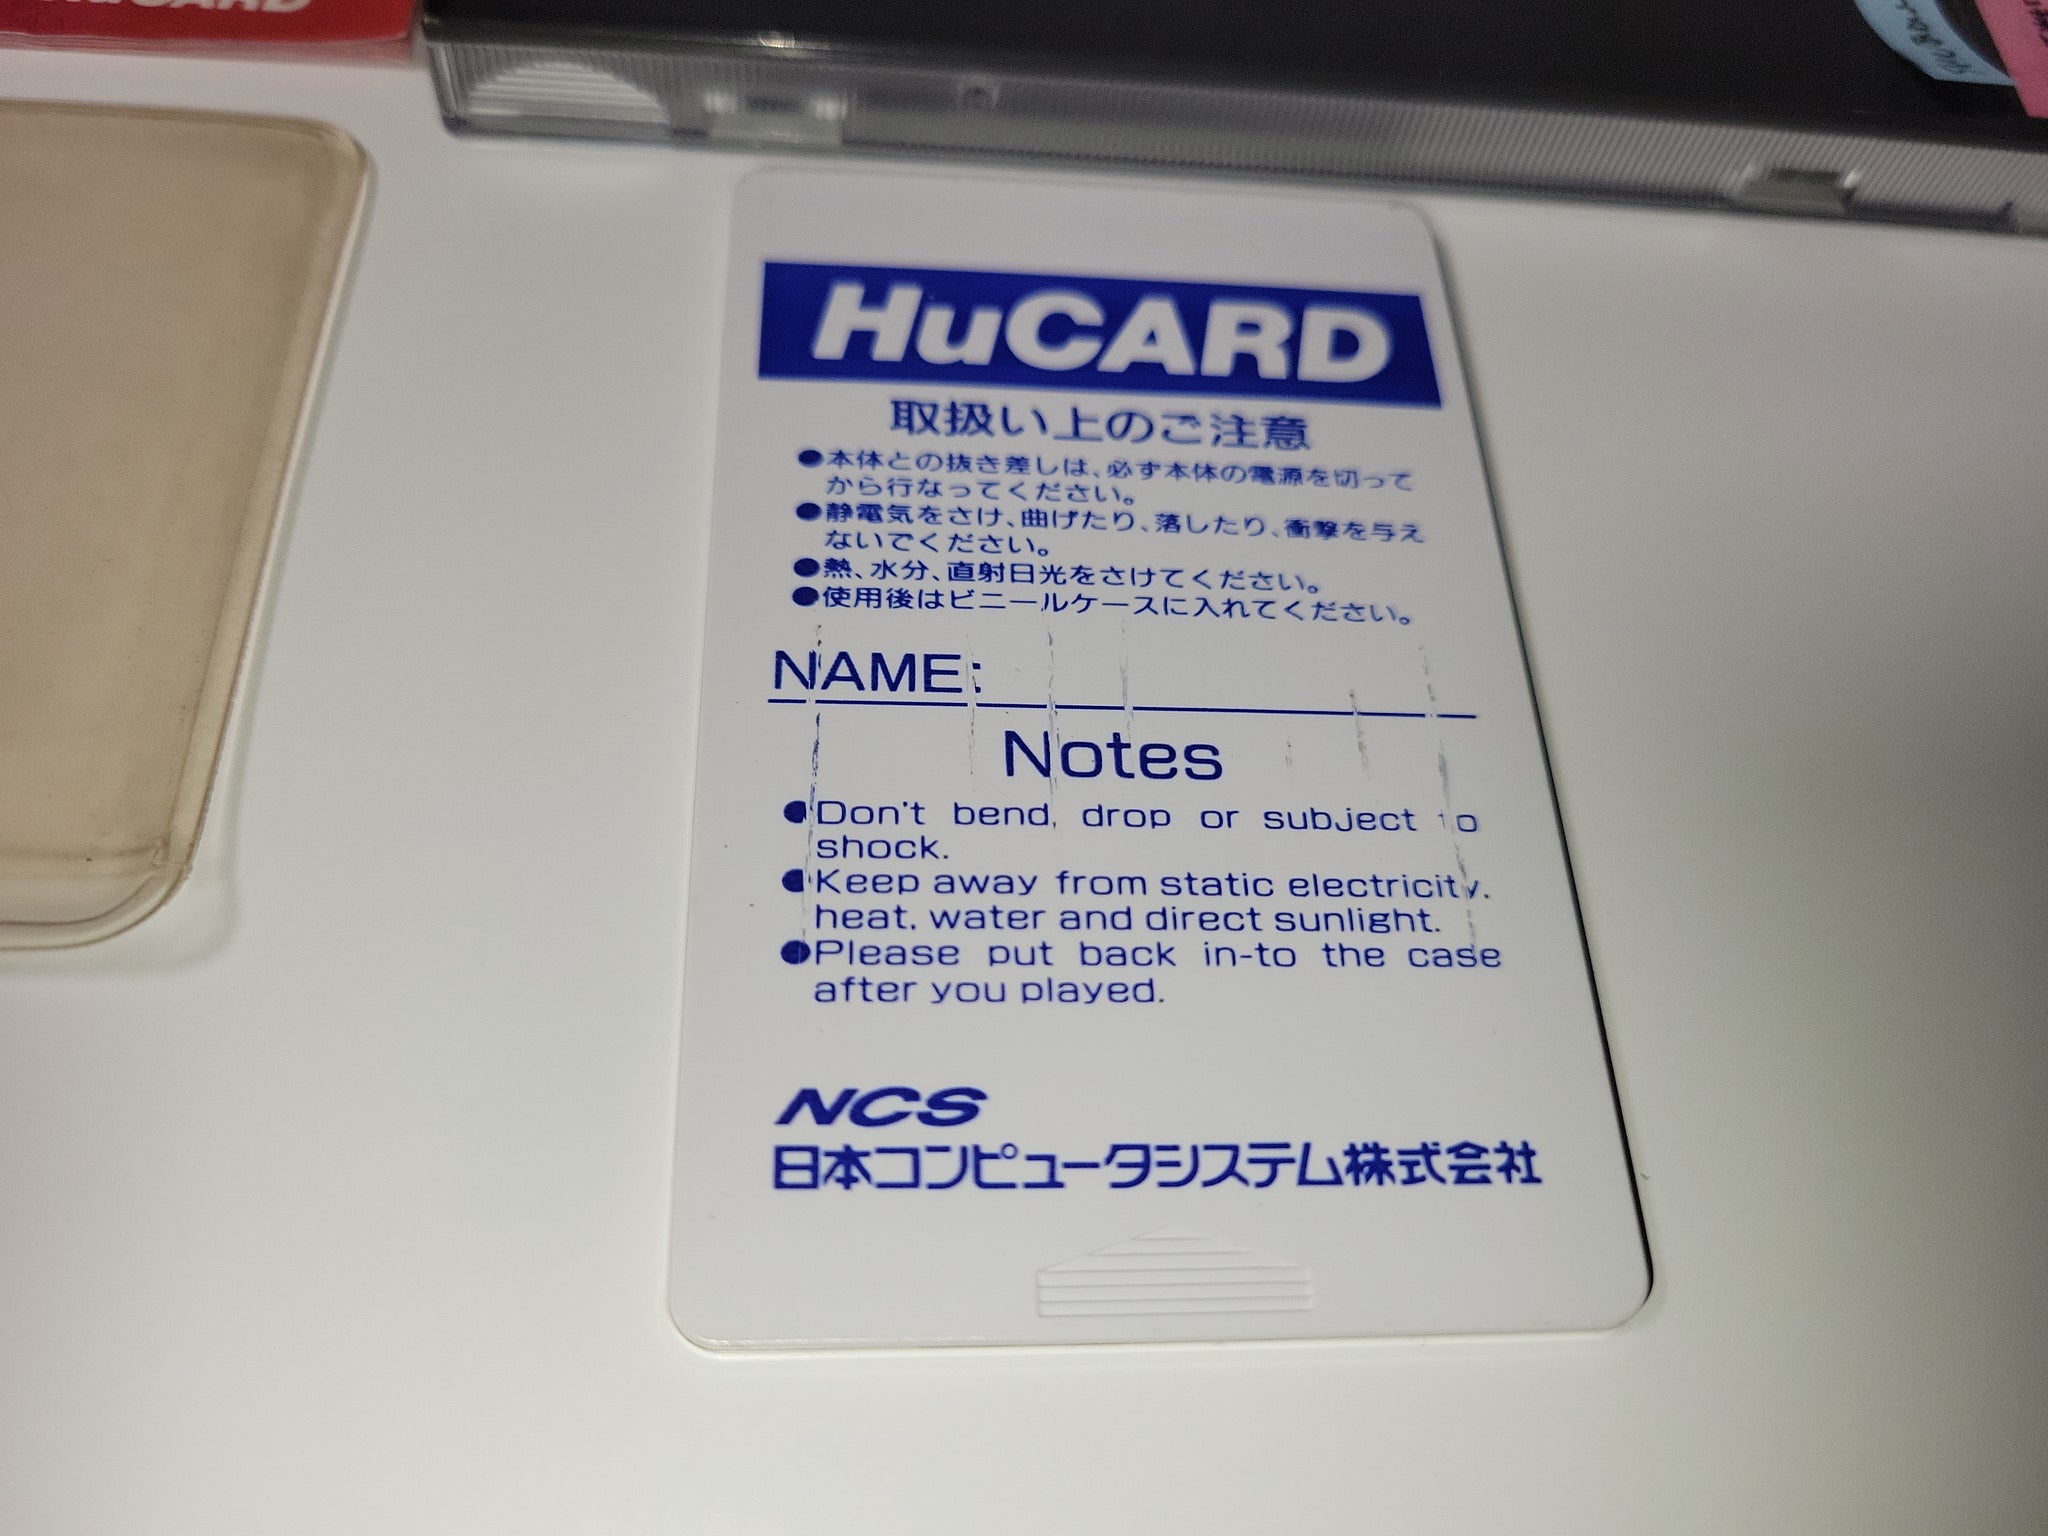 HuCARD
取扱い上のご注意
●本体との抜き差しは、必ず本体の電源を切って
から行なってください。
●静電気をさけ、曲げたり、落したり、衝撃を与え
ないでください。
●熱、水分、直射日光をさけてください。
●使用後はビニールケースに入れてください。
NAME:
Notes
●Don't bend, drop or subject to
shock.
●Keep away from static electricity.
heat, water and direct sunlight.
●Please put back in-to the case
after you played.
NCS
日本コンピュータシステム株式会社